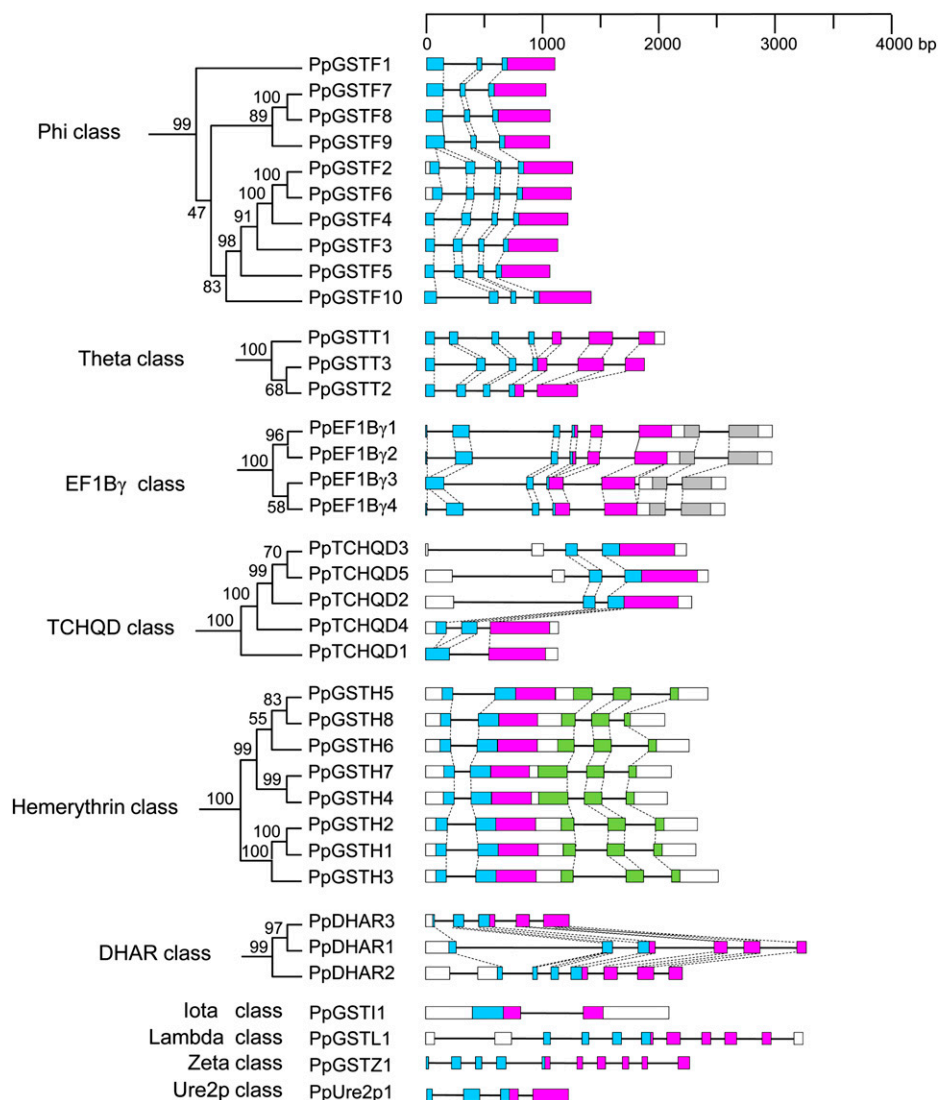 0 1000 2000 3000 4000 bp
PpGSTF1
PpGSTF7
100
PpGSTF8
89
Phi class
99
PpGSTF9
PpGSTF2
100
PpGSTF6
100
47
PpGSTF4
91
PpGSTF3
98
PpGSTF5
83
PpGSTF10
PpGSTT1
100
Theta class
PpGSTT3
68
PpGSTT2
PpEF1Bγ1
96
PpEF1Bγ2
100
EF1Bγ class
PpEF1Bγ3
58
PpEF1Bγ4
70
PpTCHQD3
99
PpTCHQD5
100
PpTCHQD2
TCHQD class
100
PpTCHQD4
PpTCHQD1
PpGSTH5
83
55
PpGSTH8
99
PpGSTH6
PpGSTH7
99
PpGSTH4
Hemerythrin class
100
PpGSTH2
100
PpGSTH1
100
PpGSTH3
PpDHAR3
97
PpDHAR1
DHAR class
99
PpDHAR2
Iota class PpGSTI1
Lambda class PpGSTL1
Zeta class PpGSTZ1
Ure2p class PpUre2p1